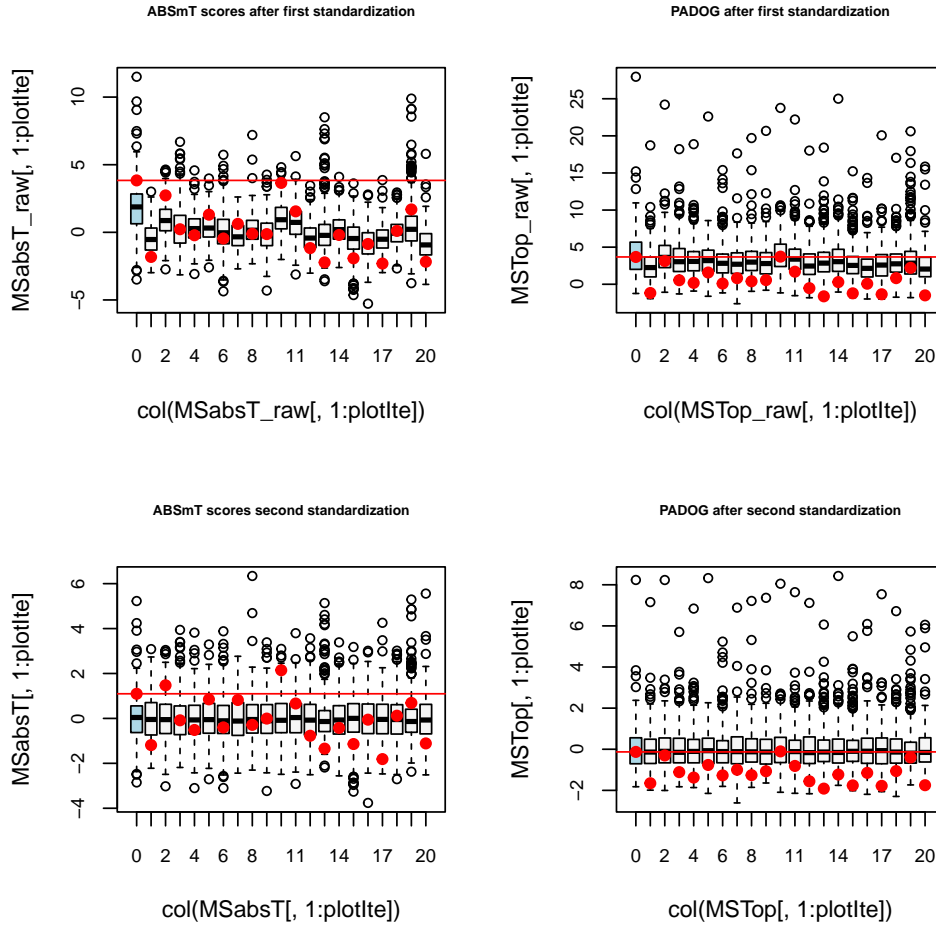 ABSmT scores after first standardization
MSabsT_raw[, 1:plotIte]
10
5
0
−5
0 2 4 6 8 11 14 17 20
col(MSabsT_raw[, 1:plotIte])
PADOG after first standardization
MSTop_raw[, 1:plotIte]
25
20
15
10
5
0
0 2 4 6 8 11 14 17 20
col(MSTop_raw[, 1:plotIte])
ABSmT scores second standardization
MSabsT[, 1:plotIte]
6
4
2
0
−2
−4
0 2 4 6 8 11 14 17 20
col(MSabsT[, 1:plotIte])
PADOG after second standardization
MSTop[, 1:plotIte]
8
6
4
2
0
−2
0 2 4 6 8 11 14 17 20
col(MSTop[, 1:plotIte])